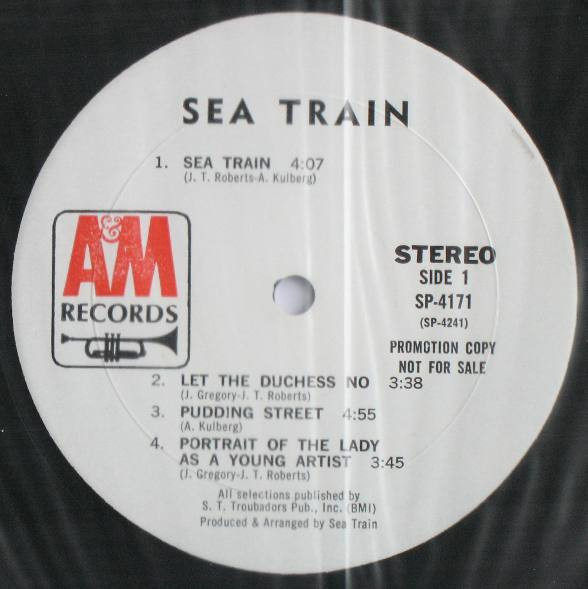 SEA TRAIN
1. SEA TRAIN 4:07
(J. T. Roberts-A. Kulberg)
A&M
RECORDS
STEREO
SIDE 1
SP-4171
(SP-4241)
PROMOTION COPY
NOT FOR SALE
2. LET THE DUCHESS NO 3:38
(J. Gregory-J. T. Roberts)
3. PUDDING STREET 4:55
(A. Kulberg)
4. PORTRAIT OF THE LADY
AS A YOUNG ARTIST 3:45
(J. Gregory-J. T. Roberts)
All selections published by
S. T. Troubadors Pub., Inc. (BMI)
Produced & Arranged by Sea Train